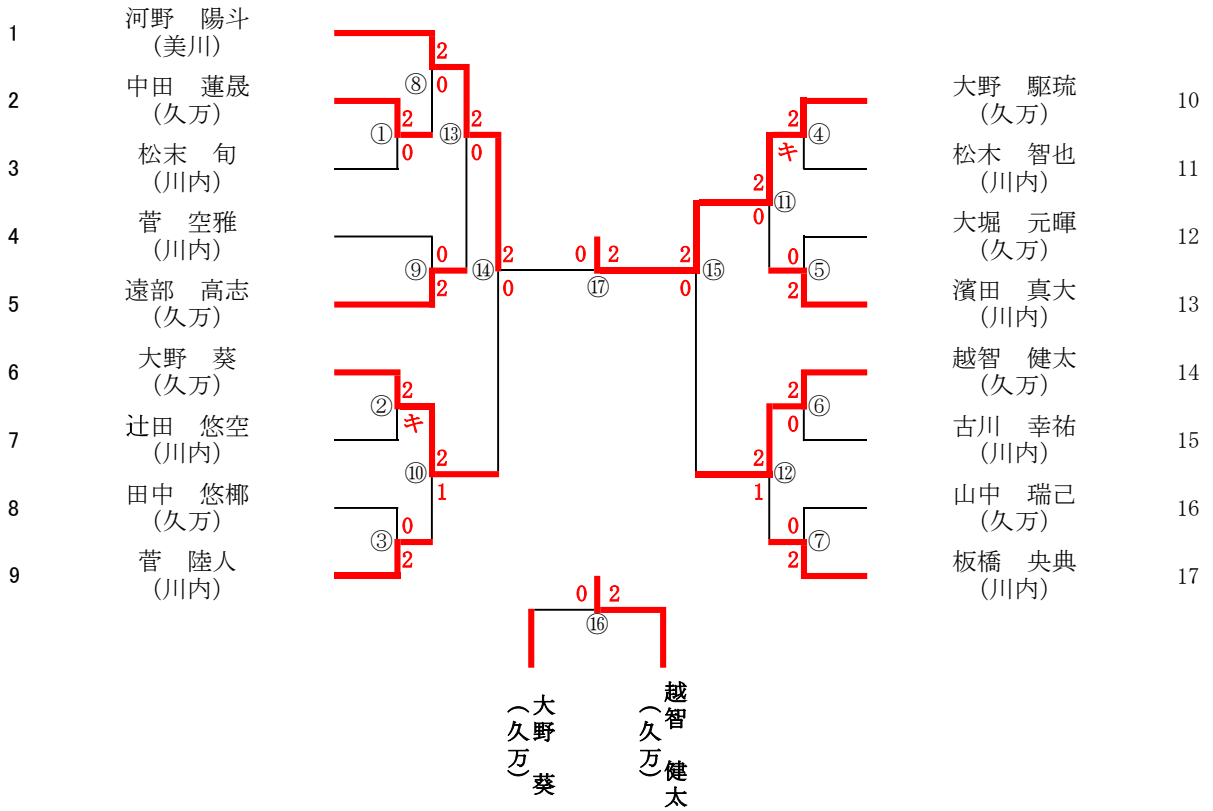 1 河野　陽斗
(美川)
2 中田　蓮晟
(久万)
3 松末　旬
(川内)
4 菅　空雅
(川内)
5 遠部　高志
(久万)
6 大野　葵
(久万)
7 辻田　悠空
(川内)
8 田中　悠椰
(久万)
9 菅　陸人
(川内)
2
⑧ 0
2
① 0
2
⑬ 0
0
⑨ 2
2
⑭ 0
2
② キ
2
⑩ 1
0
③ 2
0 2
⑰
2
⑮ 0
2
④ キ
2
⑪ 0
0
⑤ 2
2
⑥ 0
2
⑫ 1
0
⑦ 2
大野　駆琉 10
(久万)
松木　智也 11
(川内)
大堀　元暉 12
(久万)
濱田　真大 13
(川内)
越智　健太 14
(久万)
古川　幸祐 15
(川内)
山中　瑞己 16
(久万)
板橋　央典 17
(川内)
0 2
⑯
大野　葵
(久万)
越智　健太
(久万)